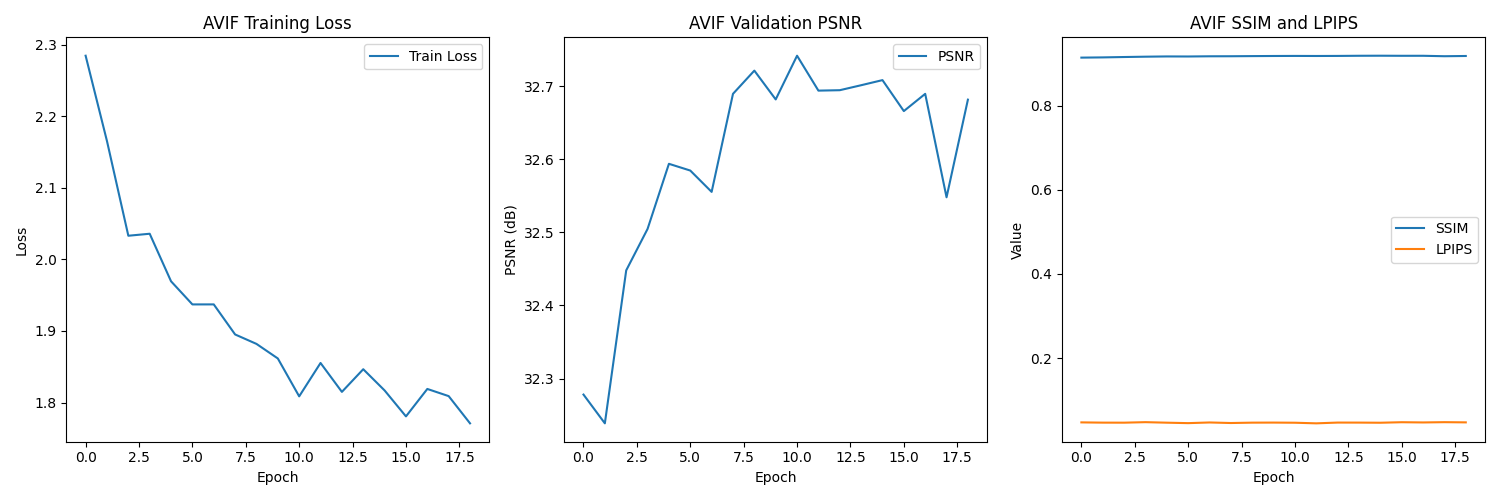 AVIF Training Loss
Loss
2.3
2.2
2.1
2.0
1.9
1.8
Train Loss
0.0 2.5 5.0 7.5 10.0 12.5 15.0 17.5
Epoch
AVIF Validation PSNR
PSNR (dB)
32.7
32.6
32.5
32.4
32.3
PSNR
0.0 2.5 5.0 7.5 10.0 12.5 15.0 17.5
Epoch
AVIF SSIM and LPIPS
Value
0.8
0.6
0.4
0.2
SSIM
LPIPS
0.0 2.5 5.0 7.5 10.0 12.5 15.0 17.5
Epoch